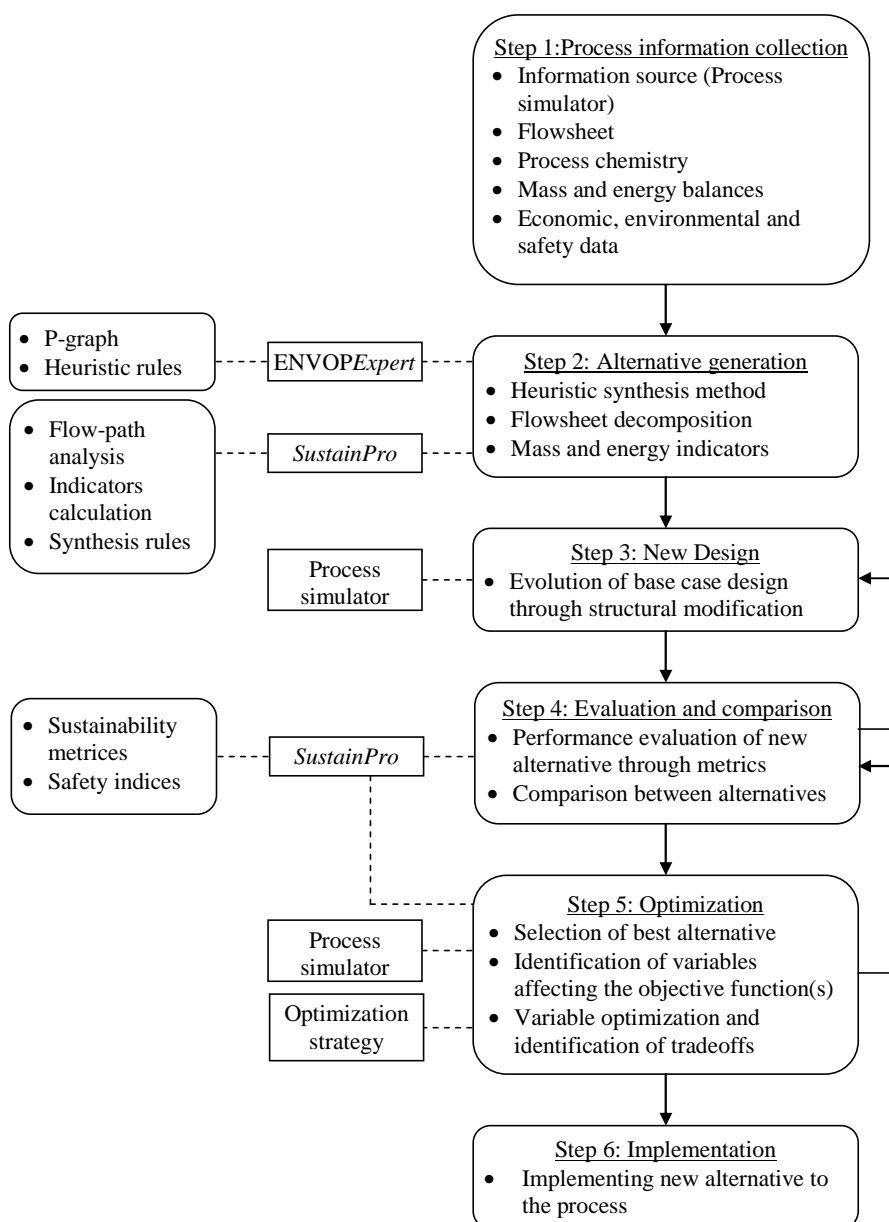 Step 1:Process information collection
• Information source (Process
simulator)
• Flowsheet
• Process chemistry
• Mass and energy balances
• Economic, environmental and
safety data
• P-graph
• Heuristic rules
ENVOPExpert
Step 2: Alternative generation
• Heuristic synthesis method
• Flowsheet decomposition
• Mass and energy indicators
• Flow-path
analysis
• Indicators
calculation
• Synthesis rules
SustainPro
Process
simulator
Step 3: New Design
• Evolution of base case design
through structural modification
• Sustainability
metrices
• Safety indices
SustainPro
Step 4: Evaluation and comparison
• Performance evaluation of new
alternative through metrics
• Comparison between alternatives
Process
simulator
Optimization
strategy
Step 5: Optimization
• Selection of best alternative
• Identification of variables
affecting the objective function(s)
• Variable optimization and
identification of tradeoffs
Step 6: Implementation
• Implementing new alternative to
the process